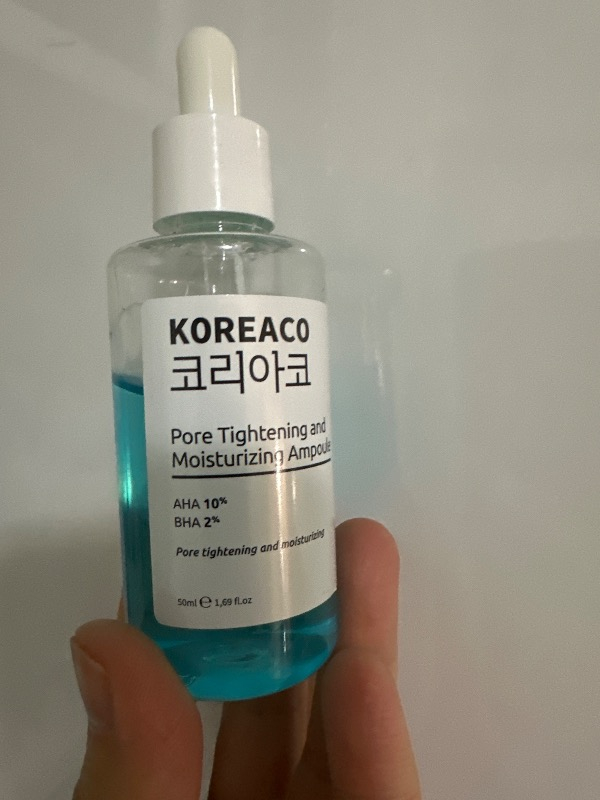 KOREACO
코리아코
Pore Tightening and
Moisturizing Ampoule
AHA 10%
BHA 2%
Pore tightening and moisturizing
50ml ℮ 1,69 fl.oz